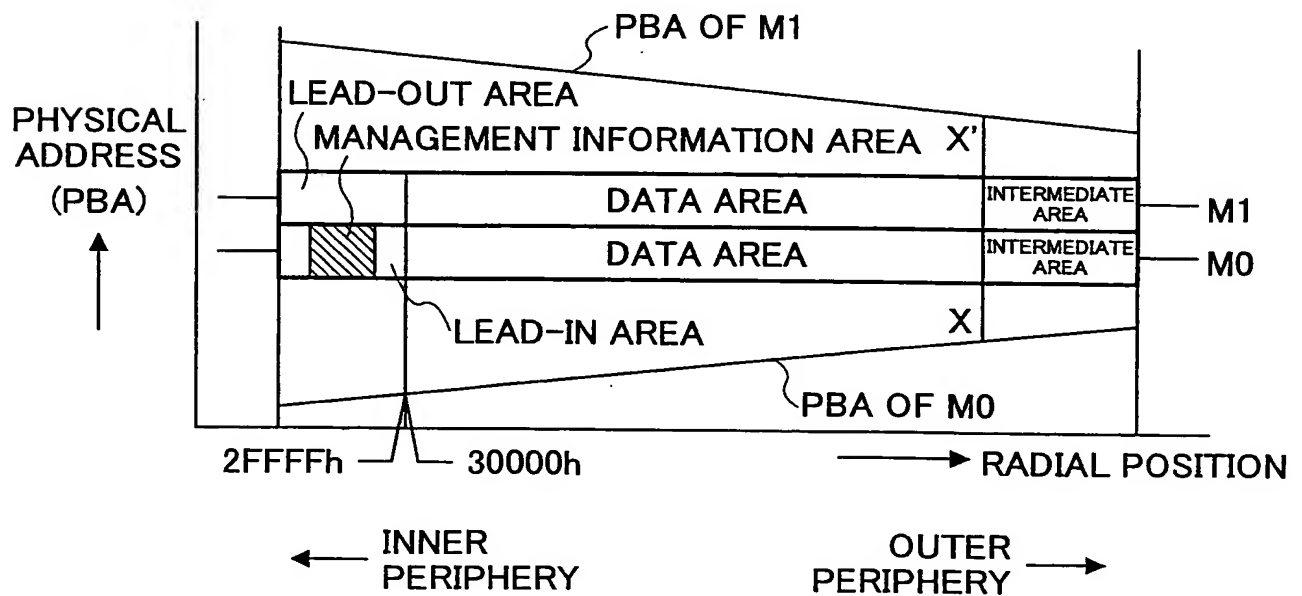 PBA OF M1
LEAD-OUT AREA
PHYSICAL
ADDRESS
(PBA)
MANAGEMENT INFORMATION AREA
X'
DATA AREA
INTERMEDIATE
AREA
M1
DATA AREA
INTERMEDIATE
AREA
M0
LEAD-IN AREA
X
PBA OF M0
2FFFFh
30000h
RADIAL POSITION
INNER
PERIPHERY
OUTER
PERIPHERY